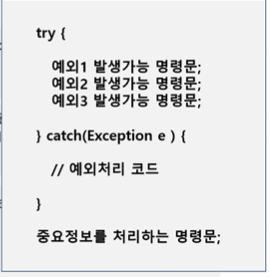 try {
예외1 발생가능 명령문;
예외2 발생가능 명령문;
예외3 발생가능 명령문;
} catch(Exception e ) {
// 예외처리 코드
}
중요정보를 처리하는 명령문;